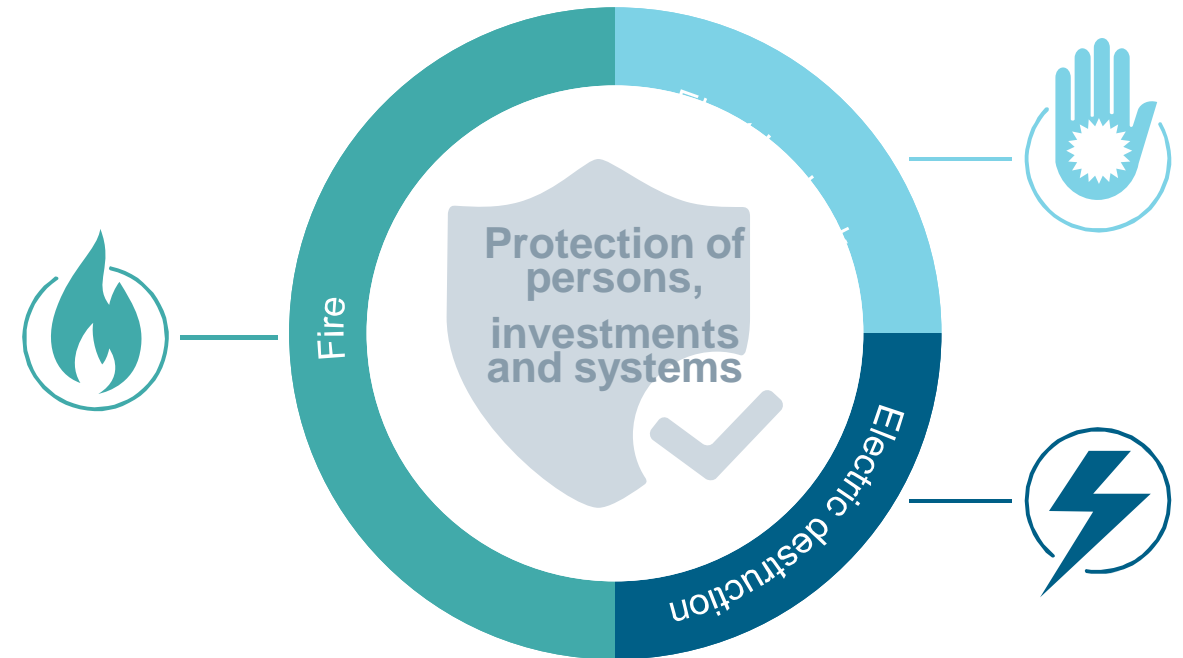 Protection of
persons,
investments
and systems
Fire
Electric destruction